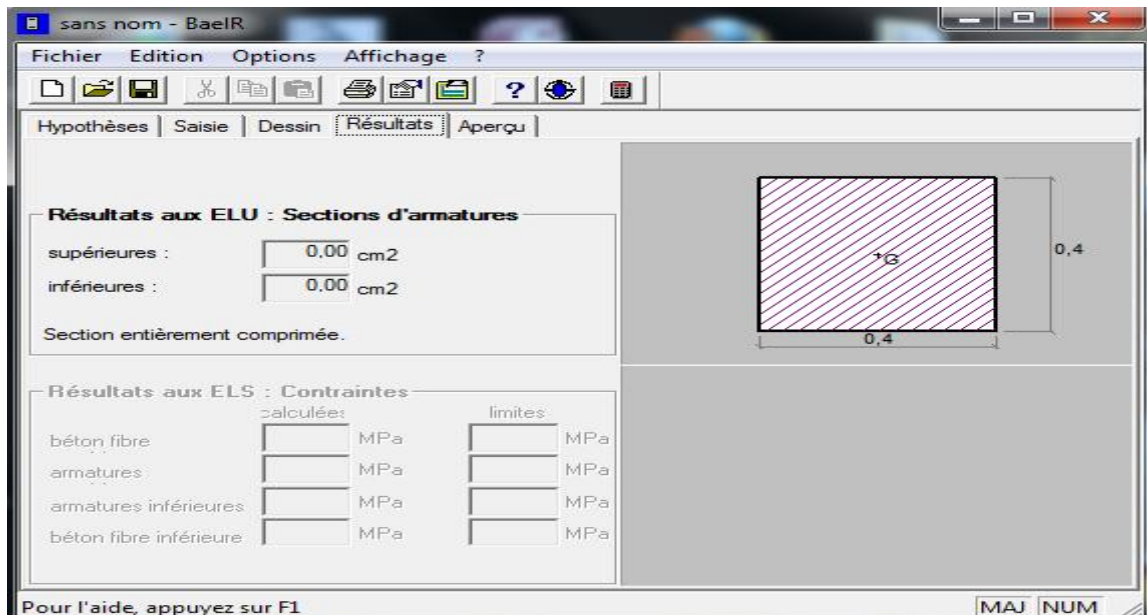 sans nom - BaelR
Fichier Edition Options Affichage ?
Hypothèses Saisie Dessin Résultats Aperçu
Résultats aux ELU : Sections d'armatures
supérieures : 0,00 cm2
inférieures : 0.00 cm2
Section entièrement comprimée.
G
0,4
0,4
Résultats aux ELS : Contraintes
calculées limites
béton fibre MPa MPa
armatures MPa MPa
armatures inférieures MPa MPa
béton fibre inférieure MPa MPa
Pour l'aide, appuyez sur F1
MAJ NUM